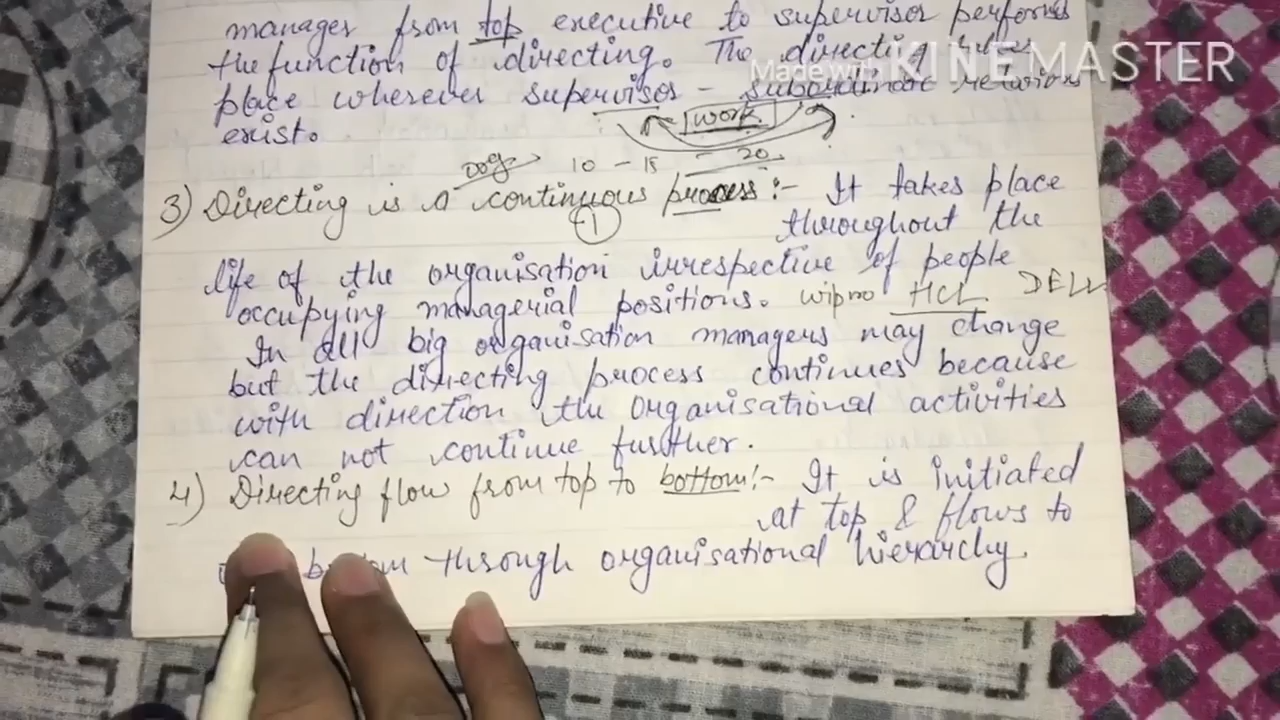 manager from top executive to supervisor performs
the function of directing. The directing takes
Made with KINEMASTER
place wherever supervisor - subordinate relations
exist.
work
10 - 15 - 20
3) Directing is a continuous process :- It takes place
1
throughout the
life of the organisation irrespective of people
occupying managerial positions. wipro HCL DELL
In all big organisation managers may change
but the directing process continues because
with direction the organisational activities
can not continue further.
4) Directing flow from top to bottom :- It is initiated
at top & flows to
bottom through organisational hierarchy.